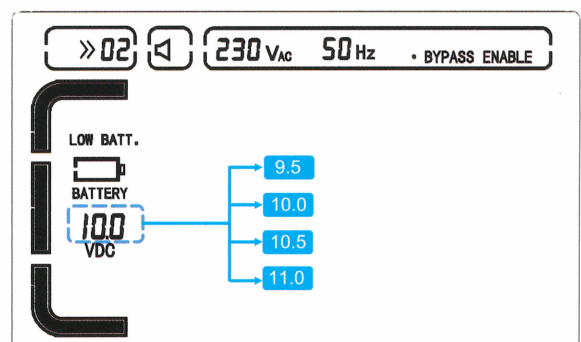 »02 230 VAC 50 Hz • BYPASS ENABLE
LOW BATT.
BATTERY
10.0
VDC
9.5
10.0
10.5
11.0